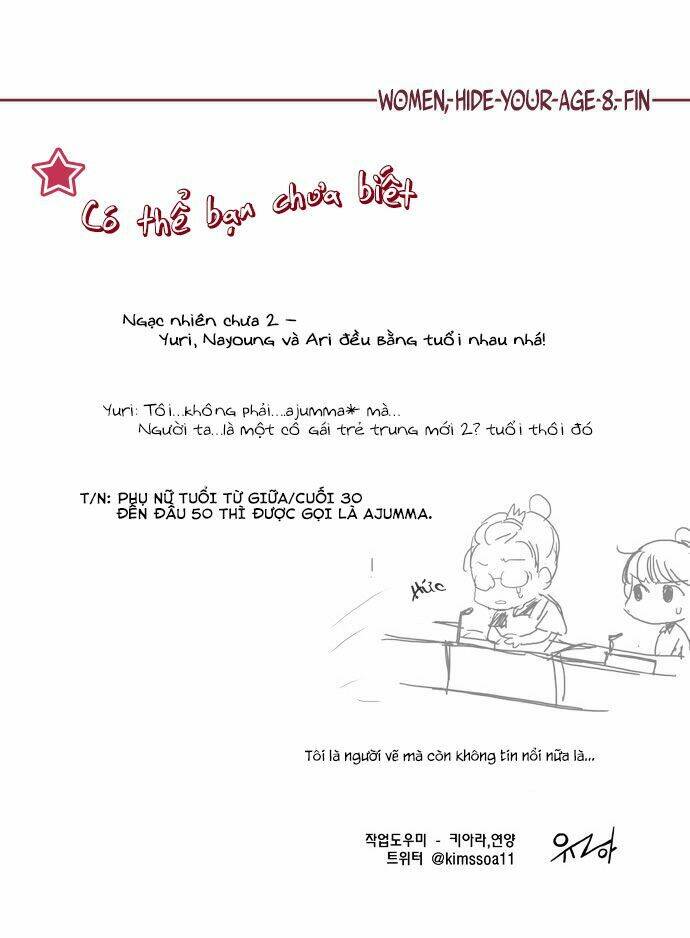 WOMEN, HIDE YOUR AGE 8. FIN
Có thể bạn chưa biết
Ngạc nhiên chưa 2 –
Yuri, Nayoung và Ari đều bằng tuổi nhau nhá!
Yuri: Tôi...không phải....ajumma* mà...
Người ta...là một cô gái trẻ trung mới 2? tuổi thôi đó
T/N: PHỤ NỮ TUỔI TỪ GIỮA/CUỐI 30
ĐẾN ĐẦU 50 THÌ ĐƯỢC GỌI LÀ AJUMMA.
Hức
Tôi là người vẽ mà còn không tin nổi nữa là...
작업도우미 - 키아라,연양
트위터 @kimssoa11